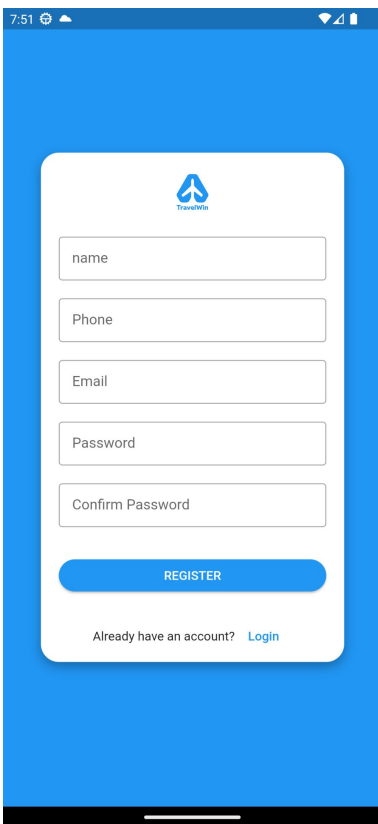 7:51
TravelWin
name
Phone
Email
Password
Confirm Password
REGISTER
Already have an account? Login